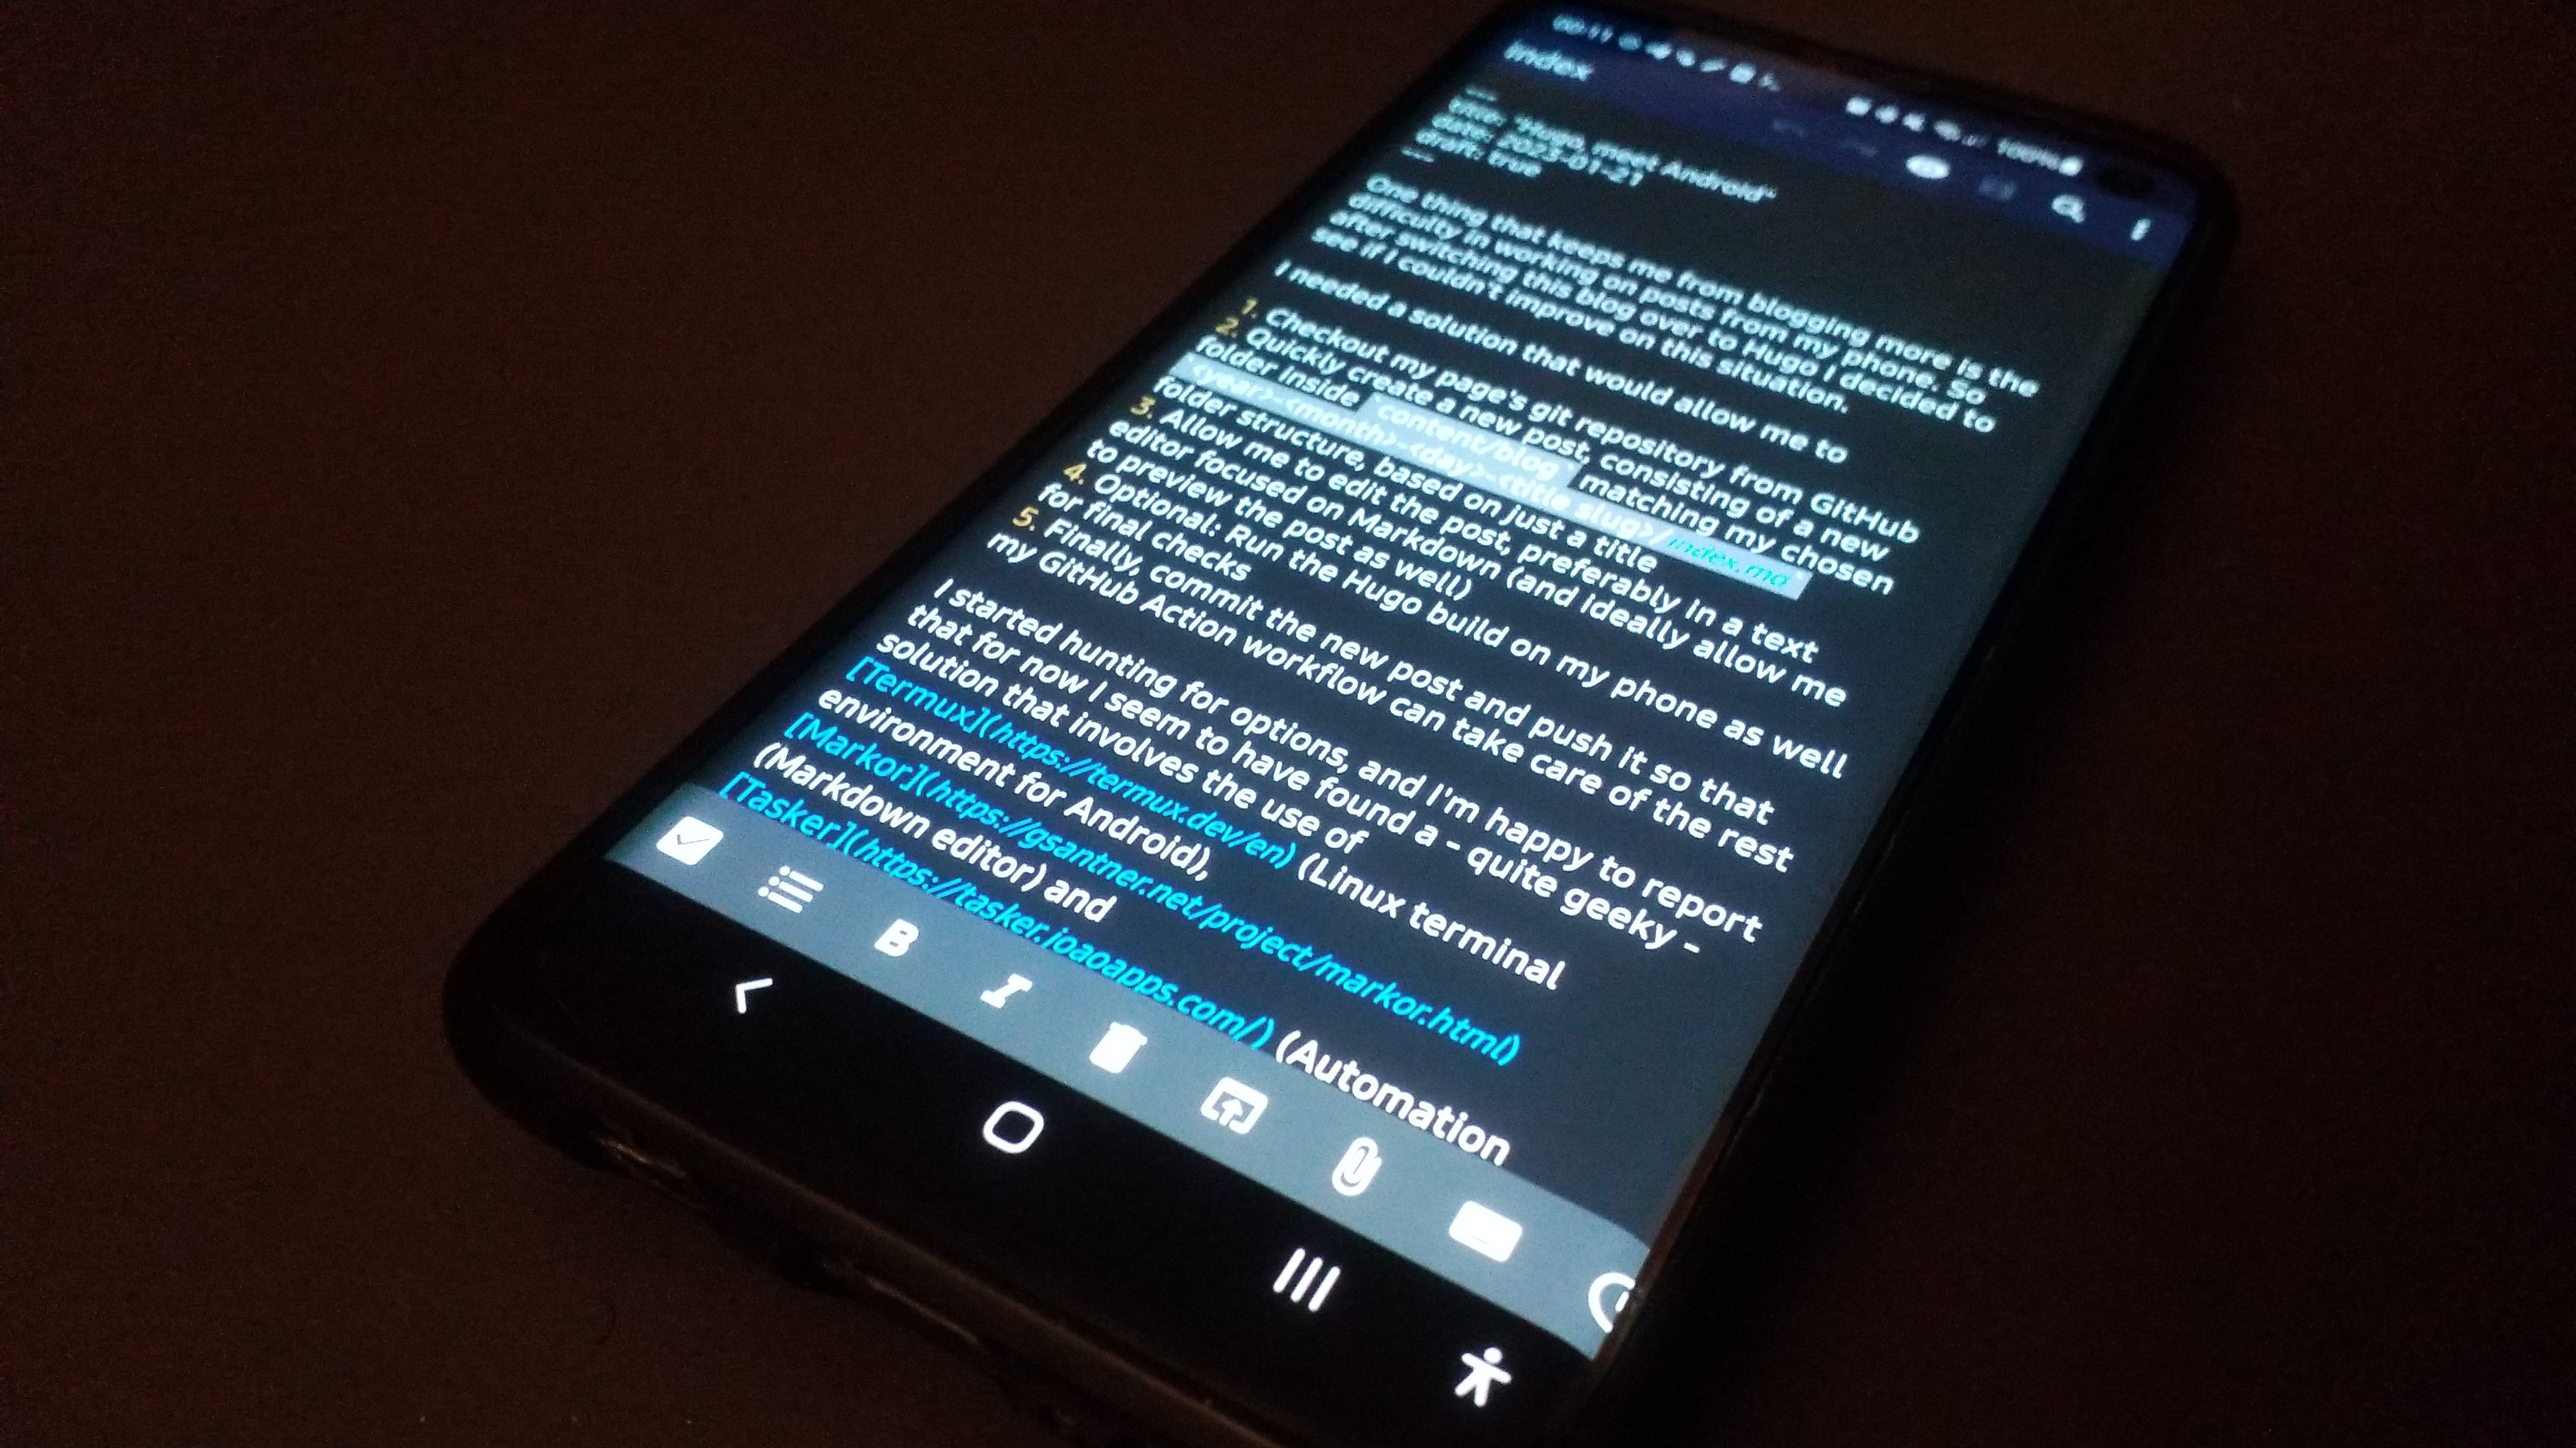 00:11 100%
index
---
title: "Hugo, meet Android"
date: 2023-01-21
draft: true
---
One thing that keeps me from blogging more is the
difficulty in working on posts from my phone. So
after switching this blog over to Hugo I decided to
see if I couldn't improve on this situation.
I needed a solution that would allow me to
1. Checkout my page's git repository from GitHub
2. Quickly create a new post, consisting of a new
folder inside `content/blog` matching my chosen
`<year>-<month>-<day>-<title slug>/index.md`
folder structure, based on just a title
3. Allow me to edit the post, preferably in a text
editor focused on Markdown (and ideally allow me
to preview the post as well)
4. Optional: Run the Hugo build on my phone as well
for final checks
5. Finally, commit the new post and push it so that
my GitHub Action workflow can take care of the rest
I started hunting for options, and I'm happy to report
that for now I seem to have found a - quite geeky -
solution that involves the use of
[Termux](https://termux.dev/en) (Linux terminal
environment for Android),
[Markor](https://gsantner.net/project/markor.html)
(Markdown editor) and
[Tasker](https://tasker.joaoapps.com/) (Automation
B I